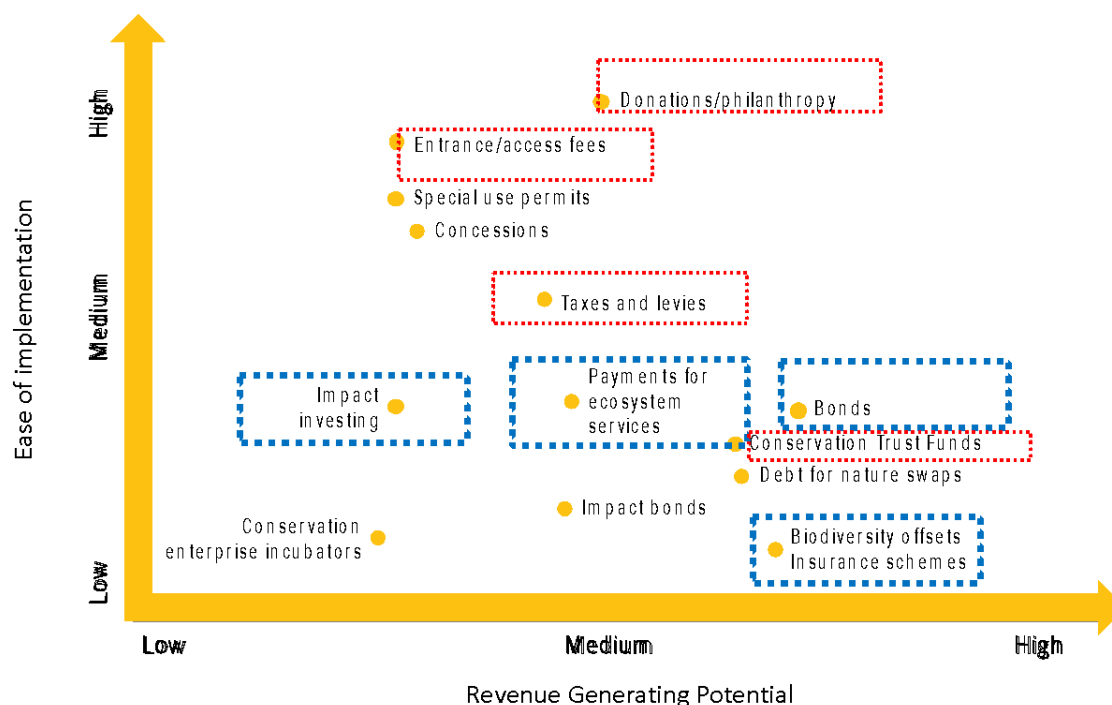 High
Donations/philanthropy
Entrance/access fees
Special use permits
Concessions
Ease of implementation
Medium
Taxes and levies
Impact
investing
Payments for
ecosystem
services
Bonds
Conservation Trust Funds
Debt for nature swaps
Impact bonds
Conservation
enterprise incubators
Biodiversity offsets
Insurance schemes
Low
Low
Medium
High
Revenue Generating Potential